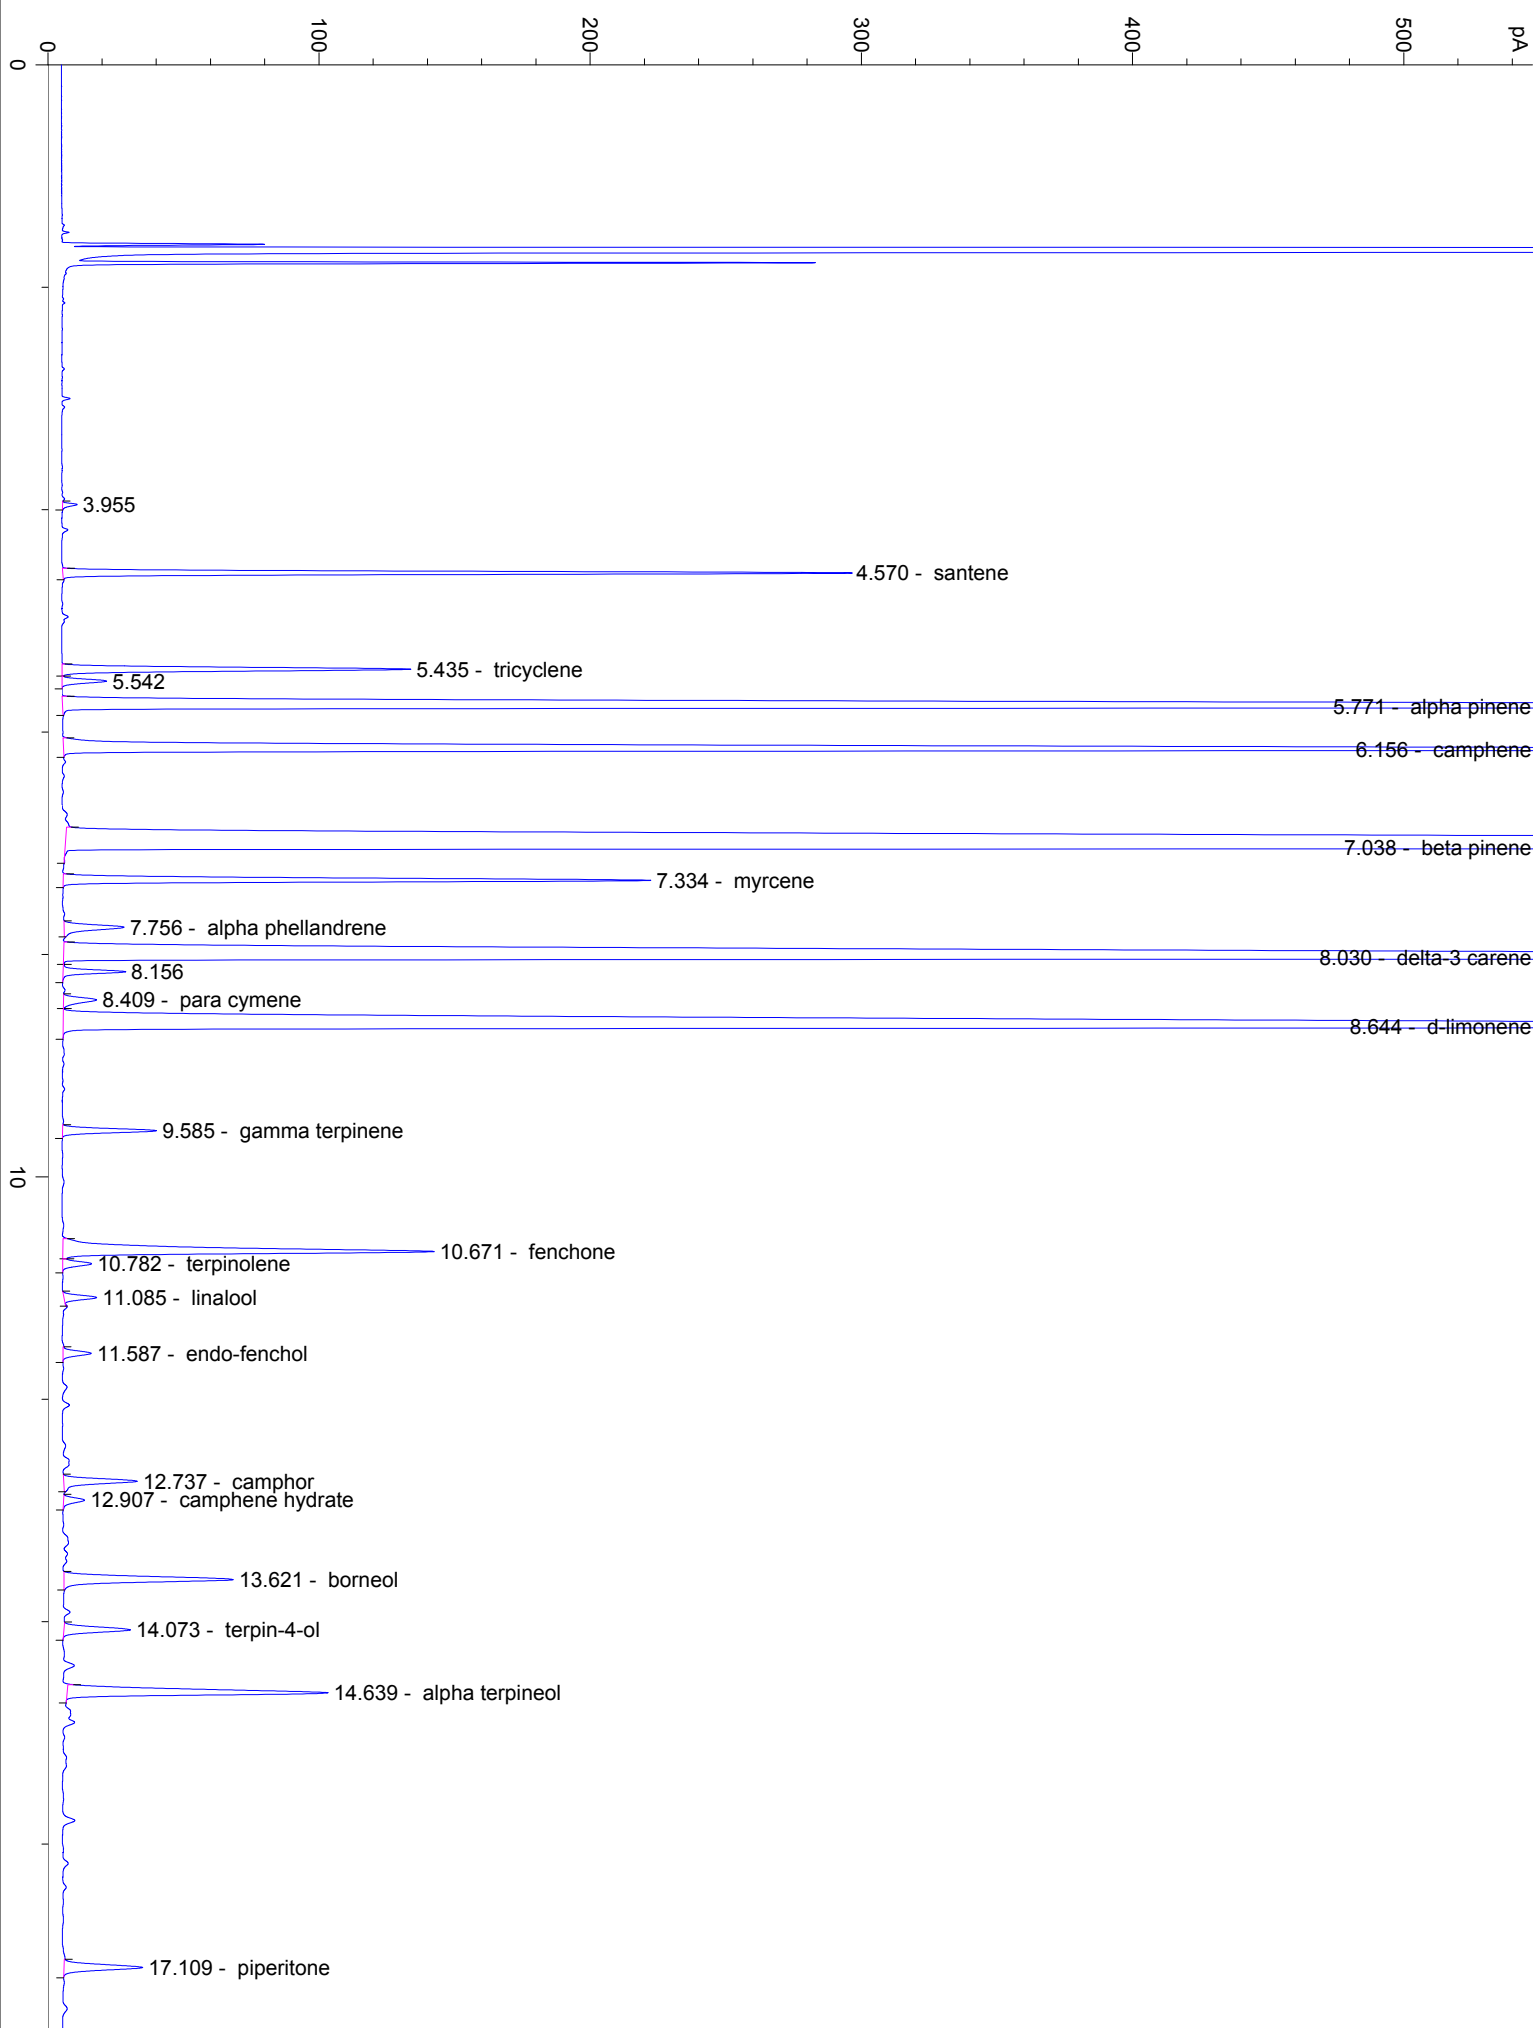 0
100
200
300
400
500
pA
0
3.955
4.570 - santene
5.435 - tricyclene
5.542
5.771 - alpha pinene
6.156 - camphene
7.038 - beta pinene
7.334 - myrcene
7.756 - alpha phellandrene
8.030 - delta-3 carene
8.156
8.409 - para cymene
8.644 - d-limonene
9.585 - gamma terpinene
10
10.671 - fenchone
10.782 - terpinolene
11.085 - linalool
11.587 - endo-fenchol
12.737 - camphor
12.907 - camphene hydrate
13.621 - borneol
14.073 - terpin-4-ol
14.639 - alpha terpineol
17.109 - piperitone